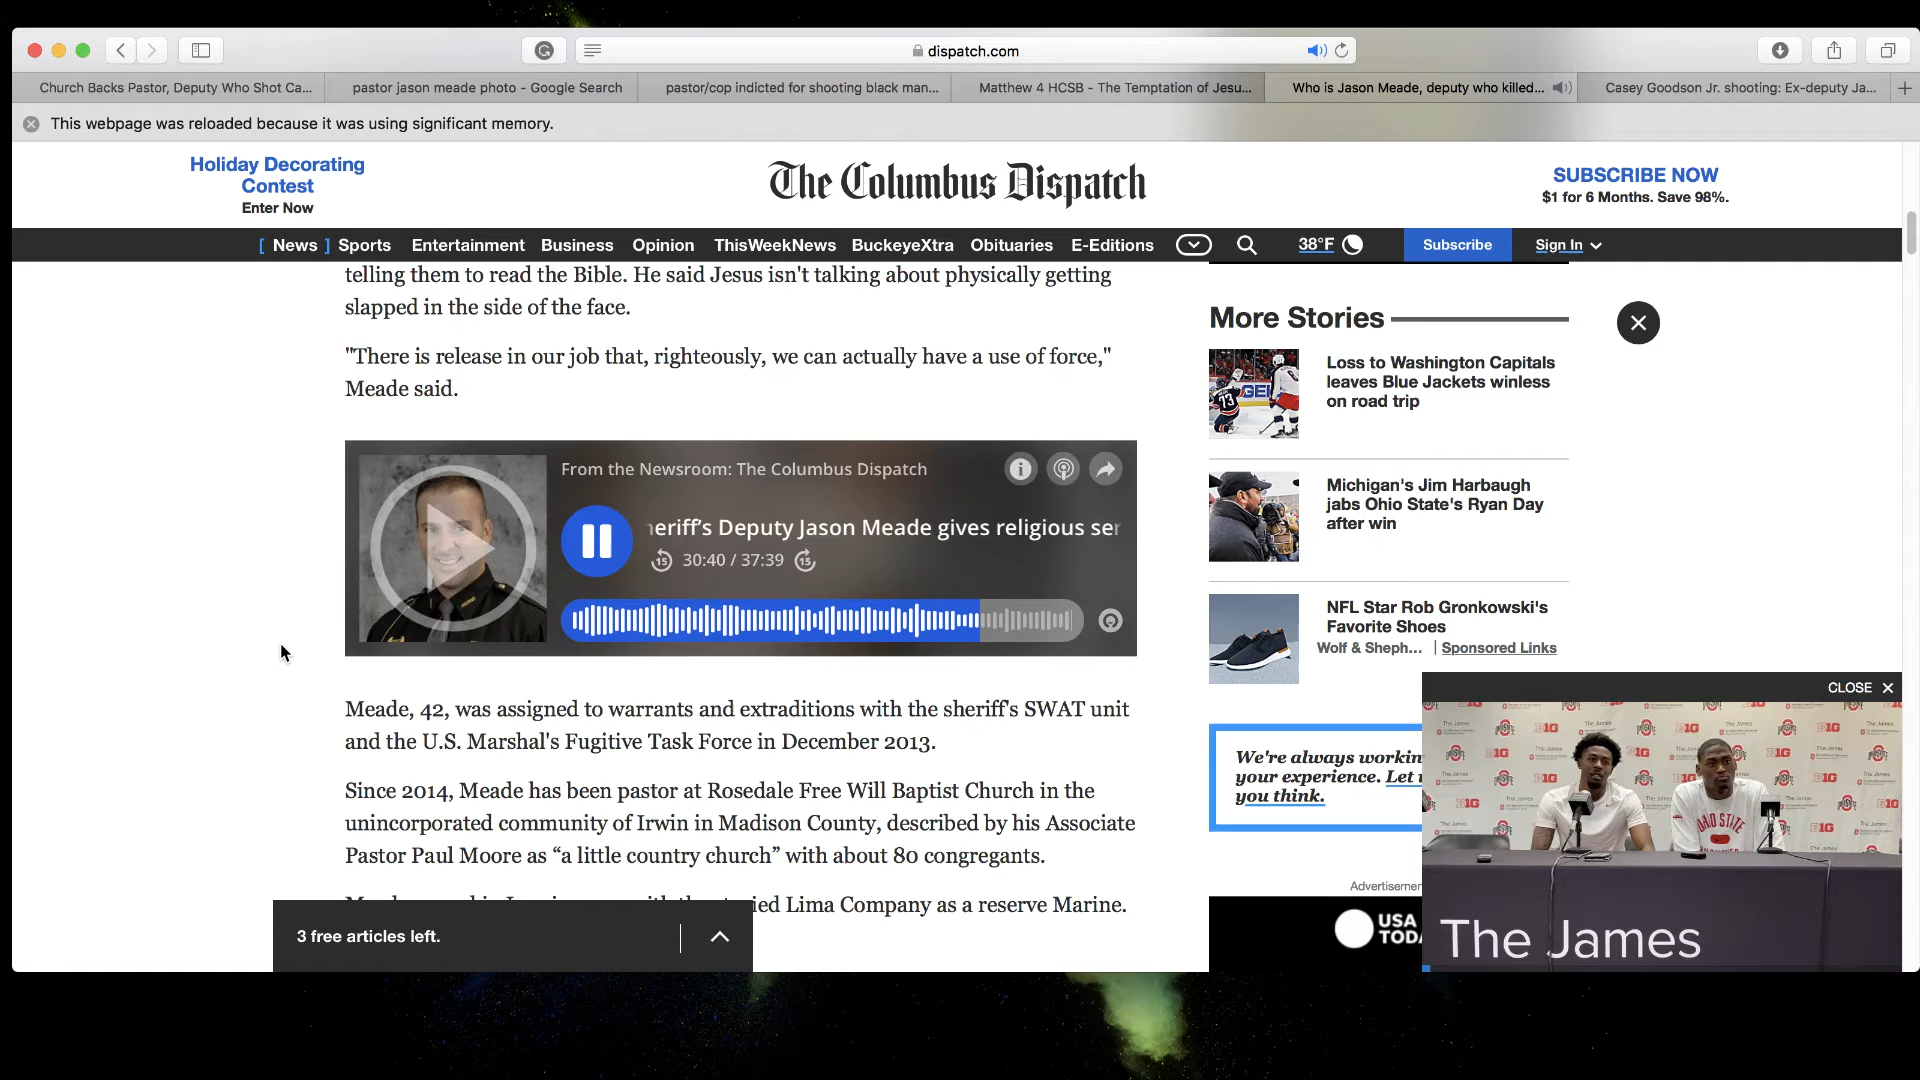 dispatch.com
Church Backs Pastor, Deputy Who Shot Ca...
pastor jason meade photo - Google Search
pastor/cop indicted for shooting black man...
Matthew 4 HCSB - The Temptation of Jesu...
Who is Jason Meade, deputy who killed...
Casey Goodson Jr. shooting: Ex-deputy Ja...
This webpage was reloaded because it was using significant memory.
Holiday Decorating
Contest
Enter Now
The Columbus Dispatch
SUBSCRIBE NOW
$1 for 6 Months. Save 98%.
[ News ] Sports Entertainment Business Opinion ThisWeekNews BuckeyeXtra Obituaries E-Editions 38°F Subscribe Sign In
telling them to read the Bible. He said Jesus isn't talking about physically getting
slapped in the side of the face.
"There is release in our job that, righteously, we can actually have a use of force,"
Meade said.
From the Newsroom: The Columbus Dispatch
eriff's Deputy Jason Meade gives religious ser
15 30:40 / 37:39 15
Meade, 42, was assigned to warrants and extraditions with the sheriff's SWAT unit
and the U.S. Marshal's Fugitive Task Force in December 2013.
Since 2014, Meade has been pastor at Rosedale Free Will Baptist Church in the
unincorporated community of Irwin in Madison County, described by his Associate
Pastor Paul Moore as “a little country church” with about 80 congregants.
ied Lima Company as a reserve Marine.
3 free articles left.
More Stories
Loss to Washington Capitals
leaves Blue Jackets winless
on road trip
Michigan's Jim Harbaugh
jabs Ohio State's Ryan Day
after win
NFL Star Rob Gronkowski's
Favorite Shoes
Wolf & Sheph... | Sponsored Links
We're always workin
your experience. Let
you think.
Advertisemen
USA
TODA
CLOSE
The James